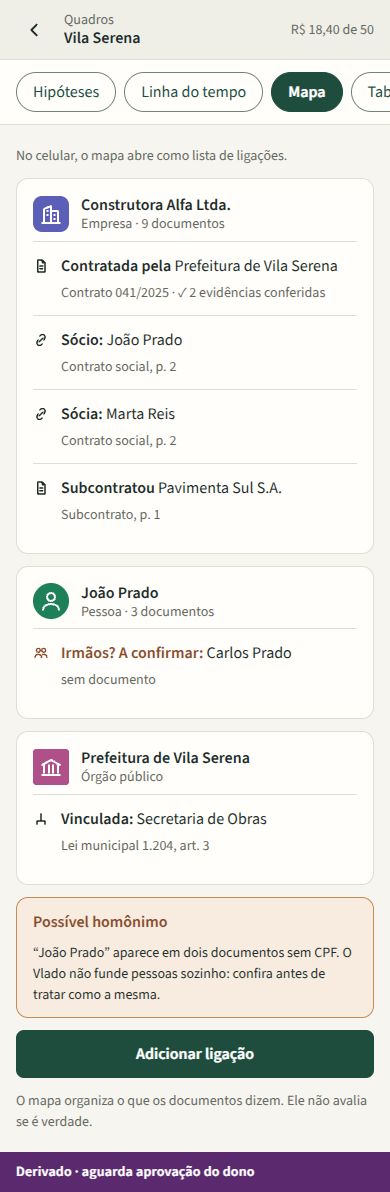 Quadros
Vila Serena
R$ 18,40 de 50
Hipóteses
Linha do tempo
Mapa
Tab
No celular, o mapa abre como lista de ligações.
Construtora Alfa Ltda.
Empresa · 9 documentos
Contratada pela Prefeitura de Vila Serena
Contrato 041/2025 · ✓ 2 evidências conferidas
Sócio: João Prado
Contrato social, p. 2
Sócia: Marta Reis
Contrato social, p. 2
Subcontratou Pavimenta Sul S.A.
Subcontrato, p. 1
João Prado
Pessoa · 3 documentos
Irmãos? A confirmar: Carlos Prado
sem documento
Prefeitura de Vila Serena
Órgão público
Vinculada: Secretaria de Obras
Lei municipal 1.204, art. 3
Possível homônimo
“João Prado” aparece em dois documentos sem CPF. O
Vlado não funde pessoas sozinho: confira antes de
tratar como a mesma.
Adicionar ligação
O mapa organiza o que os documentos dizem. Ele não avalia
se é verdade.
Derivado · aguarda aprovação do dono